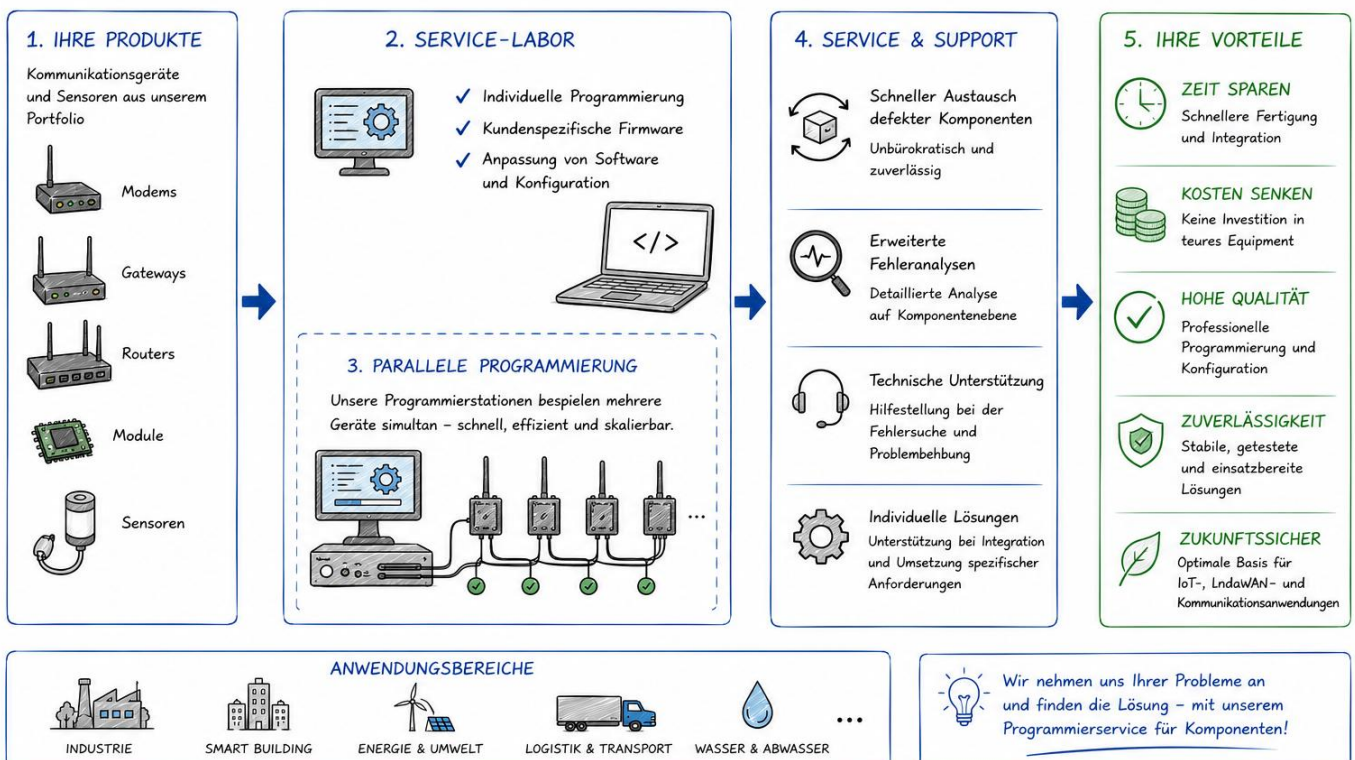 1. IHRE PRODUKTE
Kommunikationsgeräte
und Sensoren aus unserem
Portfolio
Modems
Gateways
Routers
Module
Sensoren
2. SERVICE-LABOR
✓ Individuelle Programmierung
✓ Kundenspezifische Firmware
✓ Anpassung von Software
und Konfiguration
</>
3. PARALLELE PROGRAMMIERUNG
Unsere Programmierstationen bespielen mehrere
Geräte simultan – schnell, effizient und skalierbar.
...
4. SERVICE & SUPPORT
Schneller Austausch
defekter Komponenten
Unbürokratisch und
zuverlässig
Erweiterte
Fehleranalysen
Detaillierte Analyse
auf Komponentenebene
Technische Unterstützung
Hilfestellung bei der
Fehlersuche und
Problembehbung
Individuelle Lösungen
Unterstützung bei Integration
und Umsetzung spezifischer
Anforderungen
5. IHRE VORTEILE
ZEIT SPAREN
Schnellere Fertigung
und Integration
KOSTEN SENKEN
Keine Investition in
teures Equipment
HOHE QUALITÄT
Professionelle
Programmierung und
Konfiguration
ZUVERLÄSSIGKEIT
Stabile, getestete
und einsatzbereite
Lösungen
ZUKUNFTSSICHER
Optimale Basis für
IoT-, LndaWAN- und
Kommunikationsanwendungen
ANWENDUNGSBEREICHE
INDUSTRIE
SMART BUILDING
ENERGIE & UMWELT
LOGISTIK & TRANSPORT
WASSER & ABWASSER
...
Wir nehmen uns Ihrer Probleme an
und finden die Lösung – mit unserem
Programmierservice für Komponenten!